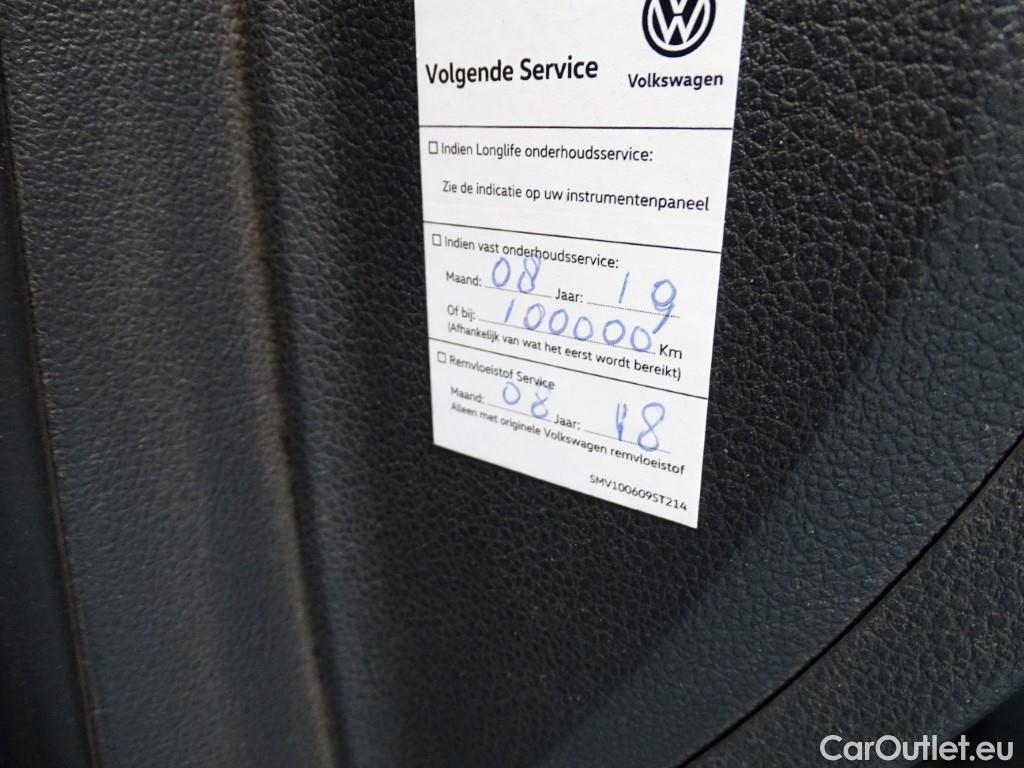 Volgende Service
Volkswagen
☐ Indien Longlife onderhoudsservice:
Zie de indicatie op uw instrumentenpaneel
☐ Indien vast onderhoudsservice:
Maand: 08 Jaar: 19
Of bij: 100000 Km
(Afhankelijk van wat het eerst wordt bereikt)
☐ Remvloeistof Service
Maand: 08 Jaar: 18
Alleen met originele Volkswagen remvloeistof
SMV100609ST214
CarOutlet.eu